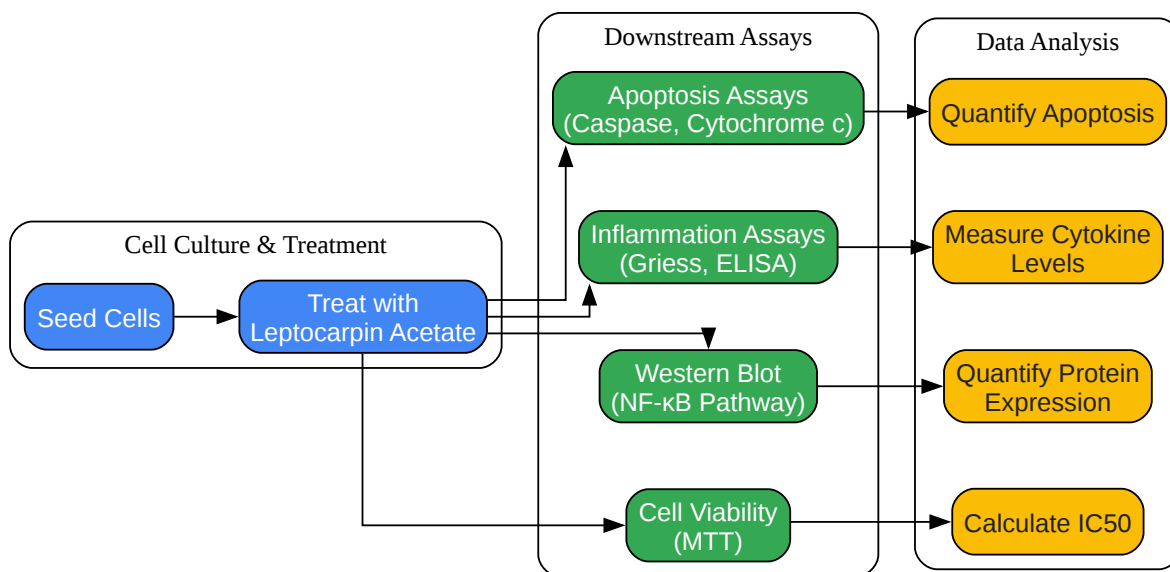 Cell Culture & Treatment
Seed Cells
Treat with
Leptocarpin Acetate
Downstream Assays
Apoptosis Assays
(Caspase, Cytochrome c)
Inflammation Assays
(Griess, ELISA)
Western Blot
(NF-κB Pathway)
Cell Viability
(MTT)
Data Analysis
Quantify Apoptosis
Measure Cytokine
Levels
Quantify Protein
Expression
Calculate IC50